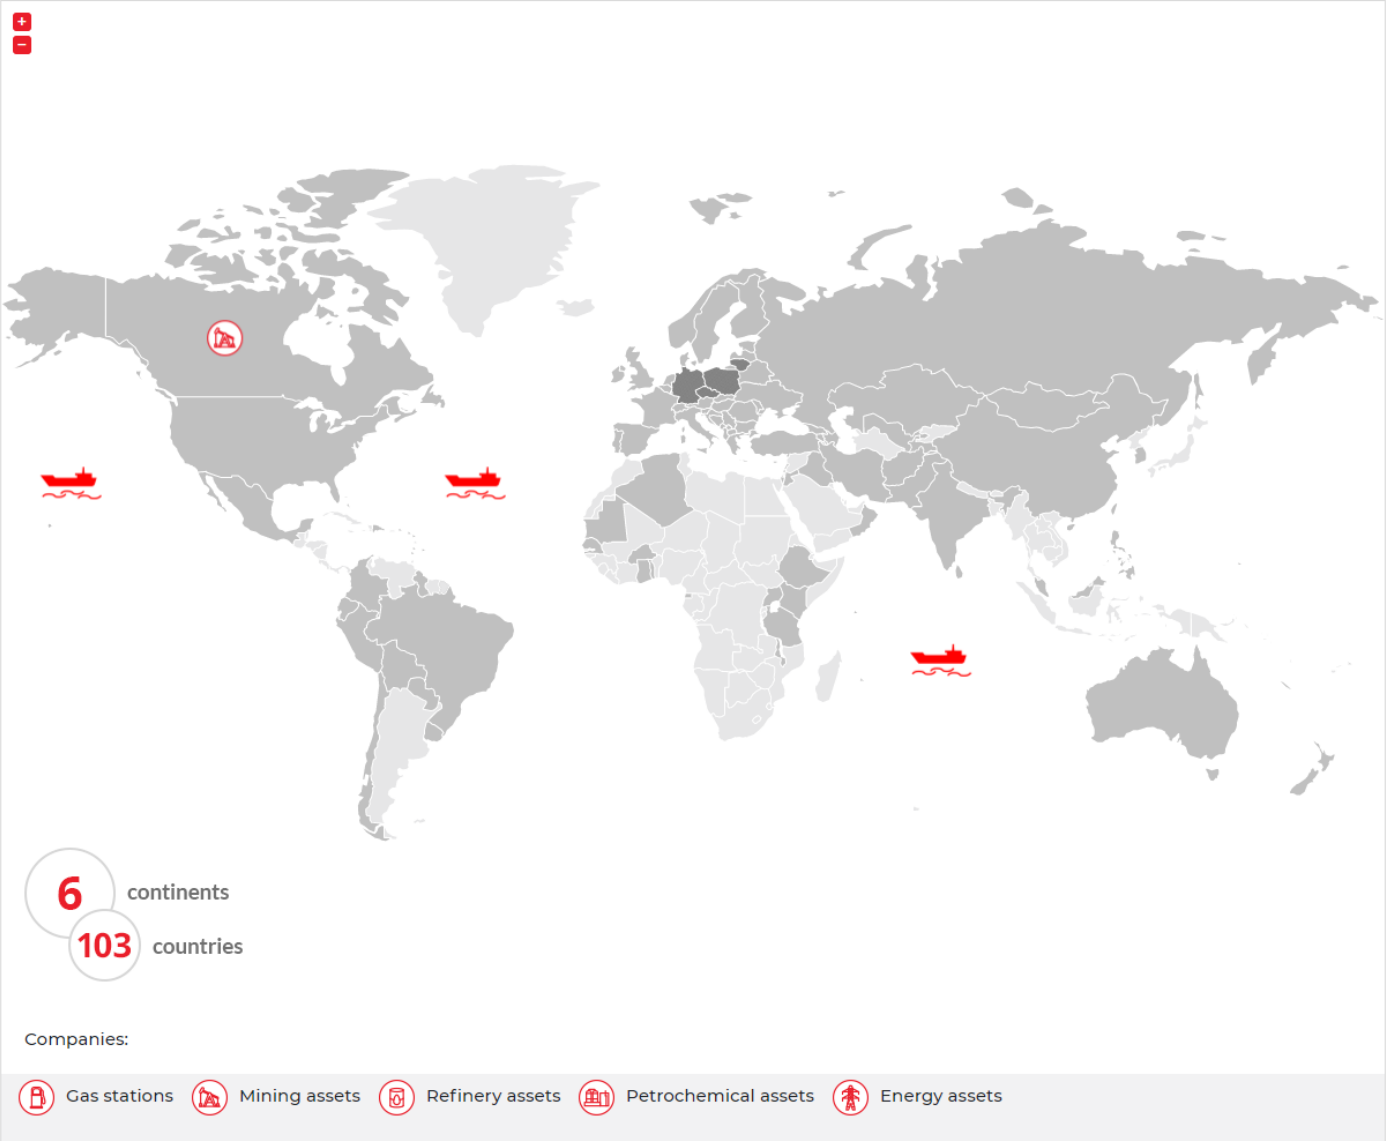 +
−
6
continents
103
countries
Companies:
Gas stations Mining assets Refinery assets Petrochemical assets Energy assets